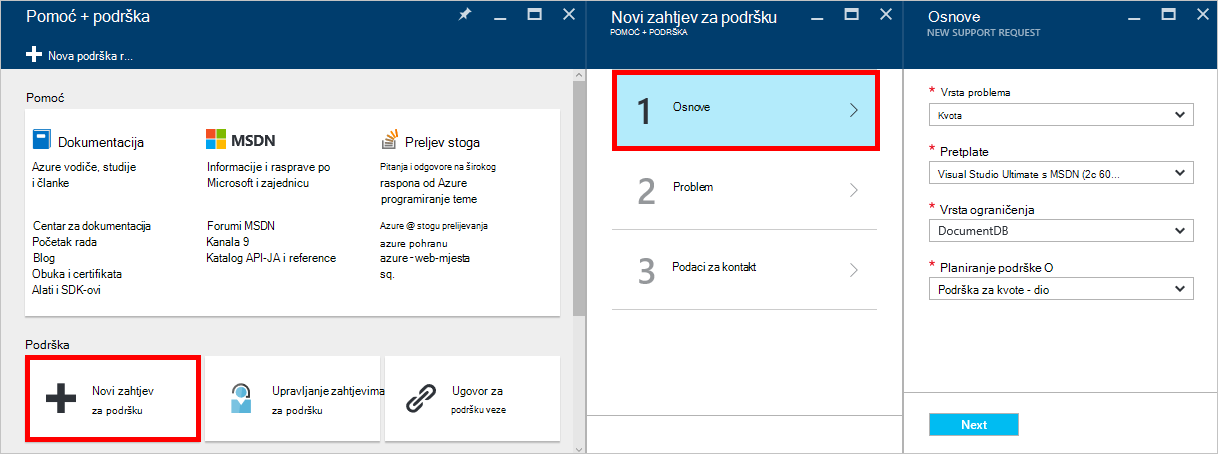 Pomoć + podrška
Nova podrška r...
Pomoć
Dokumentacija
Azure vodiče, studije
i članke
Centar za dokumentacija
Početak rada
Blog
Obuka i certifikata
Alati i SDK-ovi
MSDN
Informacije i rasprave po
Microsoft i zajednicu
Forumi MSDN
Kanala 9
Katalog API-JA i reference
Preljev stoga
Pitanja i odgovore na širokog
raspona od Azure
programiranje teme
Azure @ stogu prelijevanja
azure pohranu
azure-web-mjesta
sq.
Podrška
Novi zahtjev
za podršku
Upravljanje zahtjevima
za podršku
Ugovor za
podršku veze
Novi zahtjev za podršku
POMOĆ + PODRŠKA
1 Osnove
2 Problem
3 Podaci za kontakt
Osnove
NEW SUPPORT REQUEST
* Vrsta problema
Kvota
* Pretplate
Visual Studio Ultimate s MSDN (2c 60...
* Vrsta ograničenja
DocumentDB
* Planiranje podrške O
Podrška za kvote - dio
Next